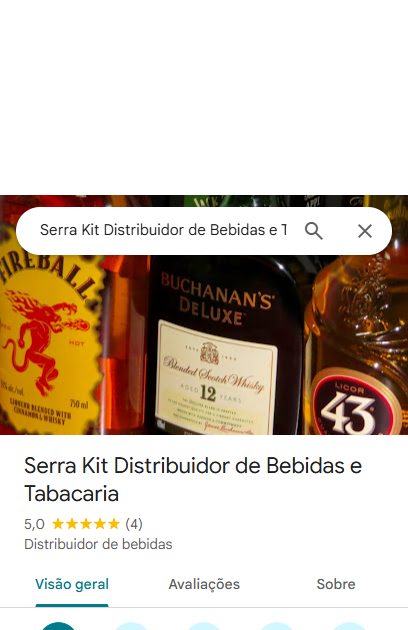 Serra Kit Distribuidor de Bebidas e T
FIREBALL
HOT
750 ml
LIQUEUR BLENDED WITH
CINNAMON & WHISKY
BUCHANAN'S
DELUXE
Blended Scotch Whisky
AGED 12 YEARS
LICOR
43
Serra Kit Distribuidor de Bebidas e
Tabacaria
5,0 ★★★★★ (4)
Distribuidor de bebidas
Visão geral
Avaliações
Sobre